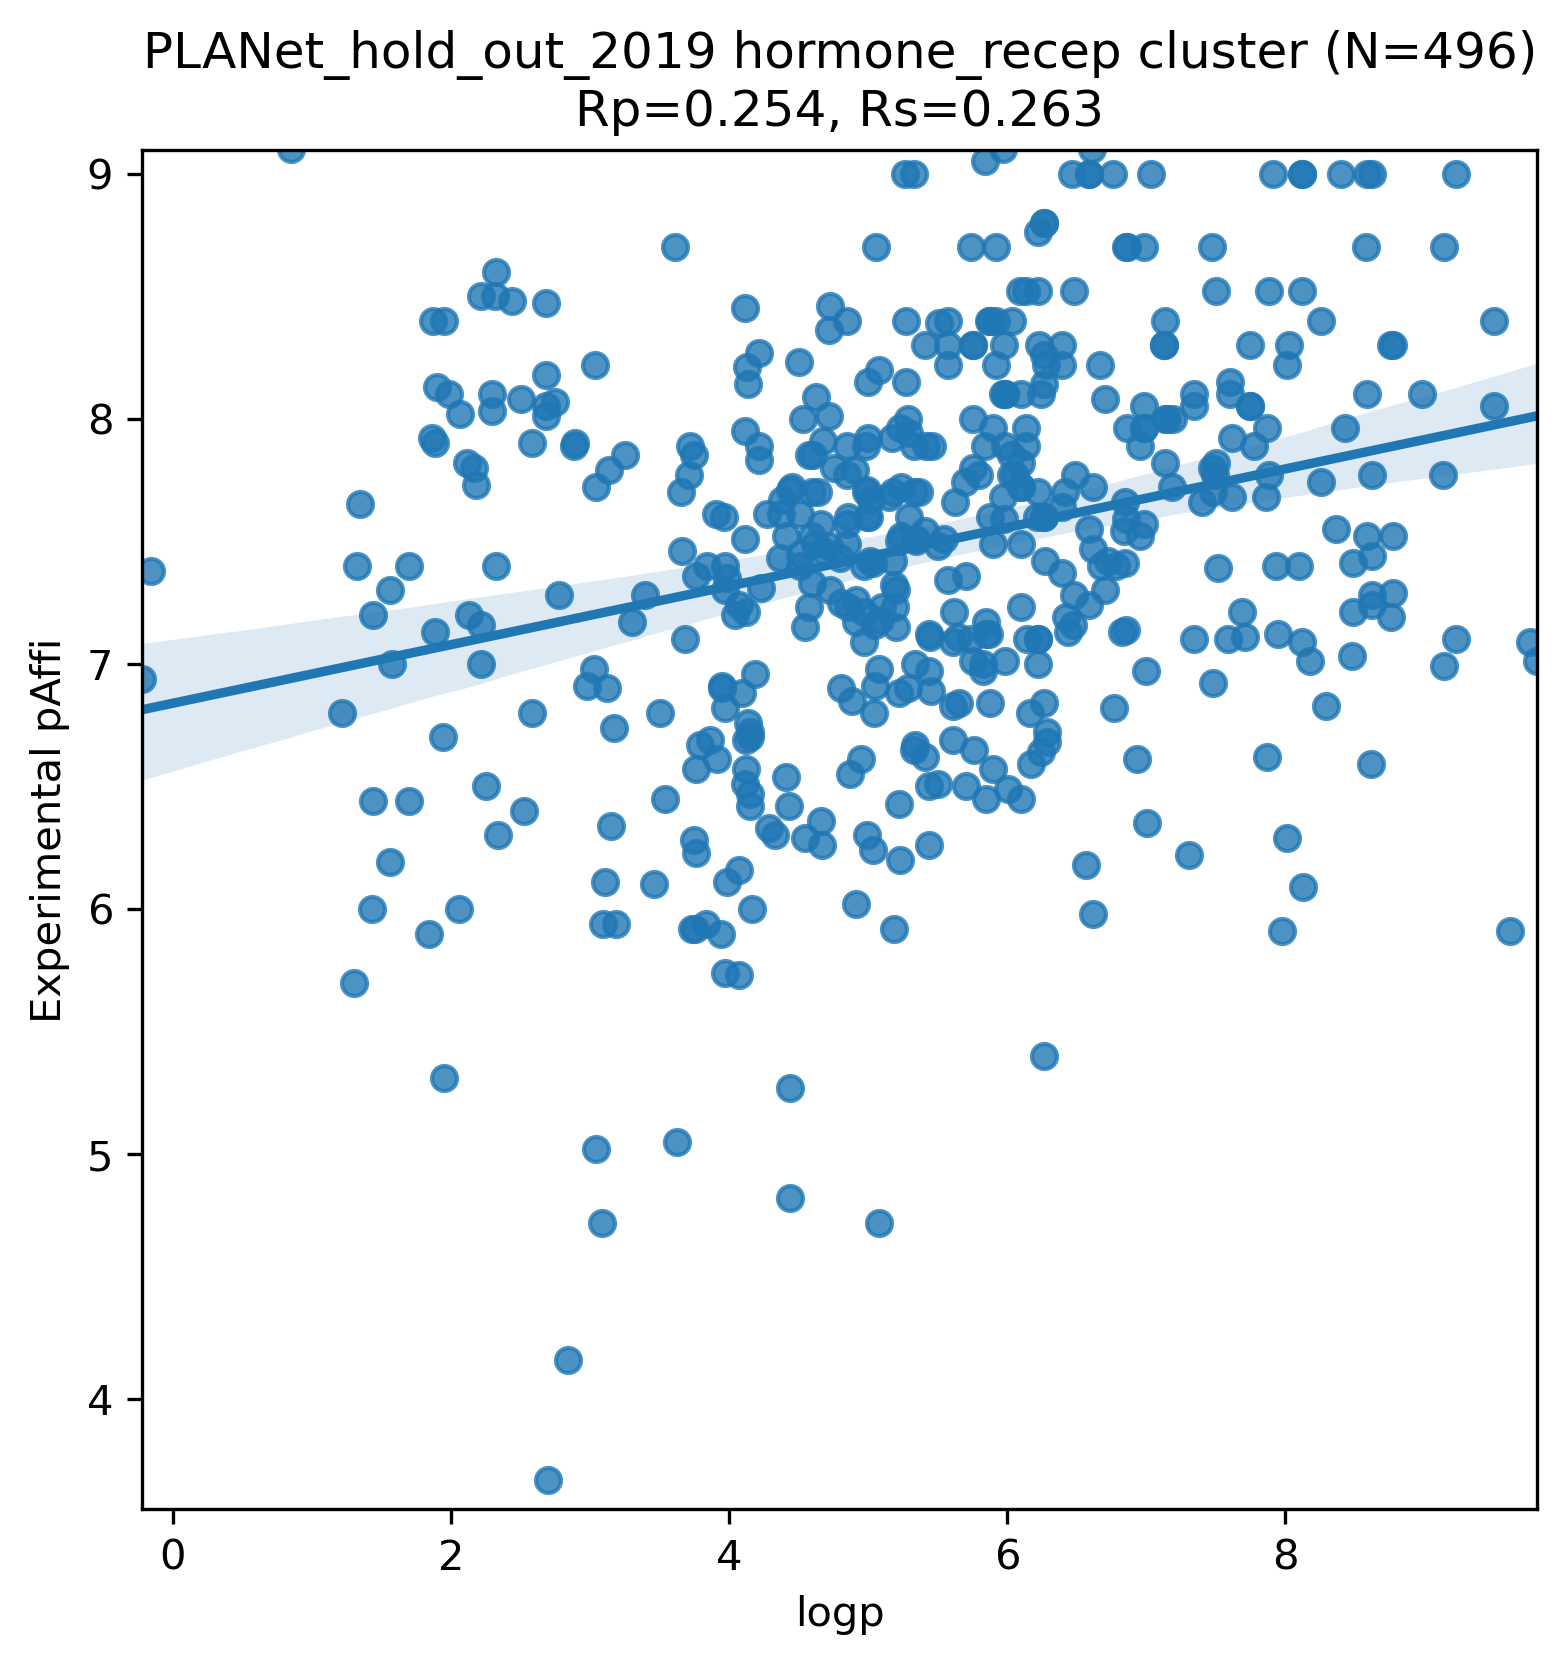 PLANet_hold_out_2019 hormone_recep cluster (N=496)
Rp=0.254, Rs=0.263
9
8
7
6
5
4
Experimental pAffi
0 2 4 6 8
logp